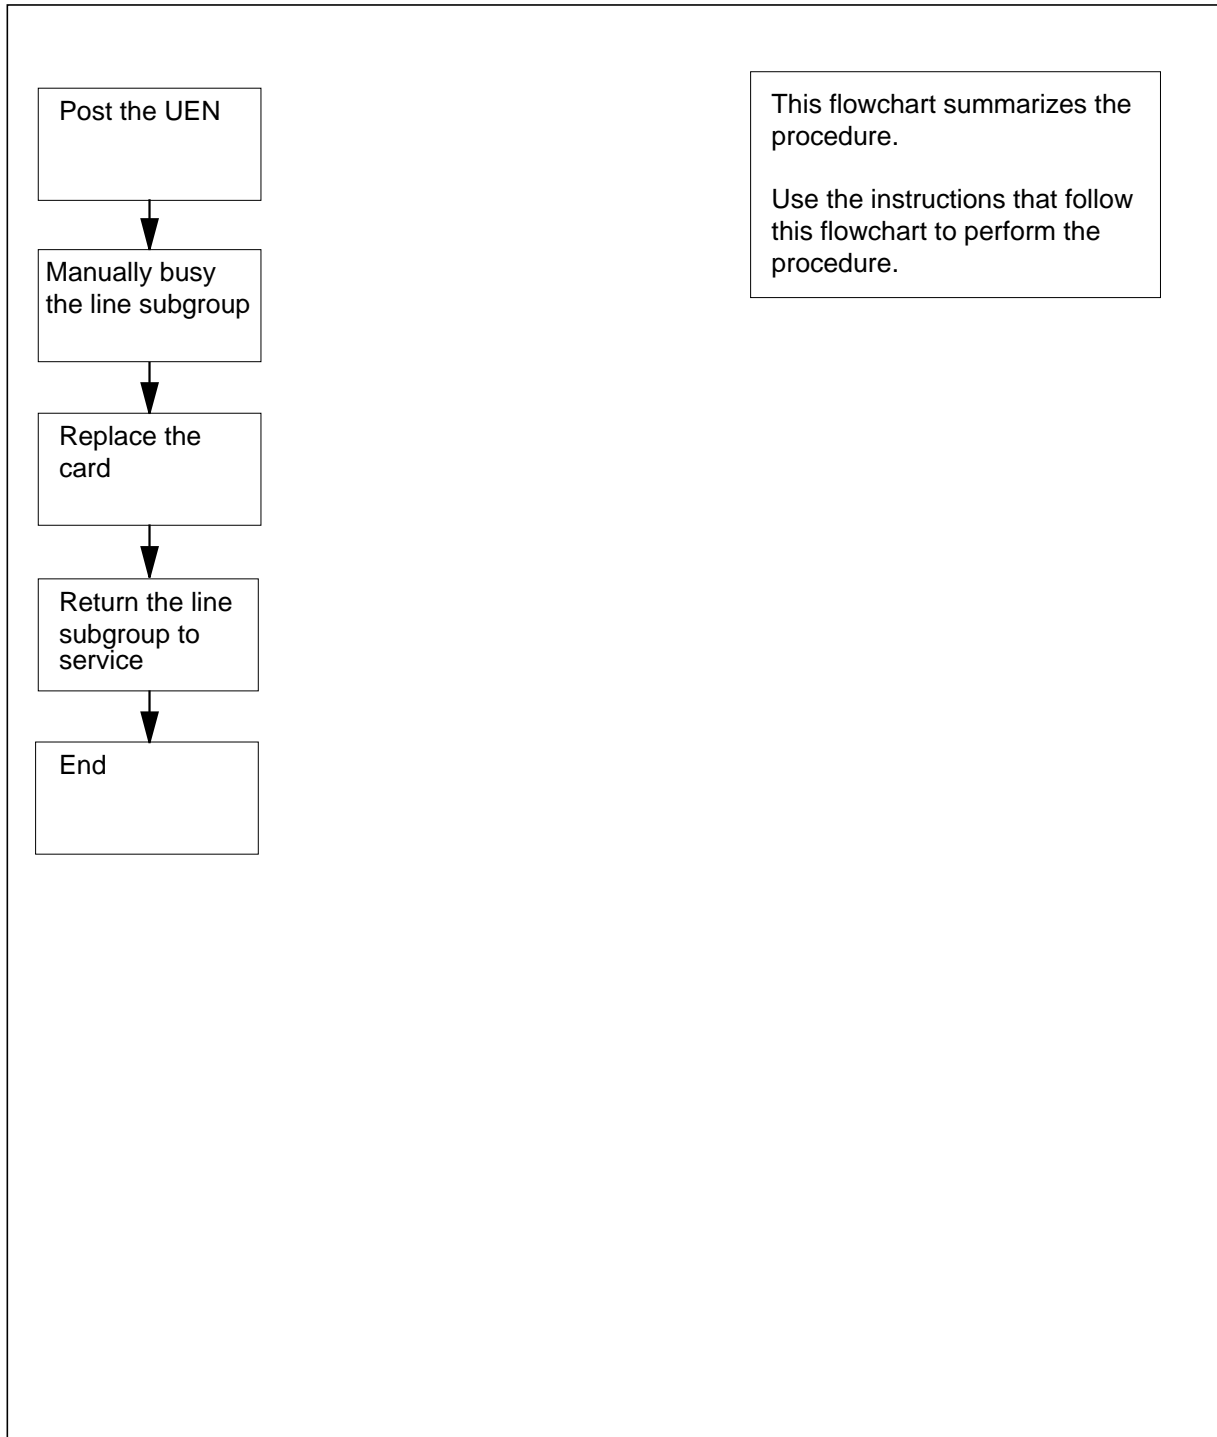 Post the UEN
Manually busy
the line subgroup
Replace the
card
Return the line
subgroup to
service
End
This flowchart summarizes the
procedure.
Use the instructions that follow
this flowchart to perform the
procedure.